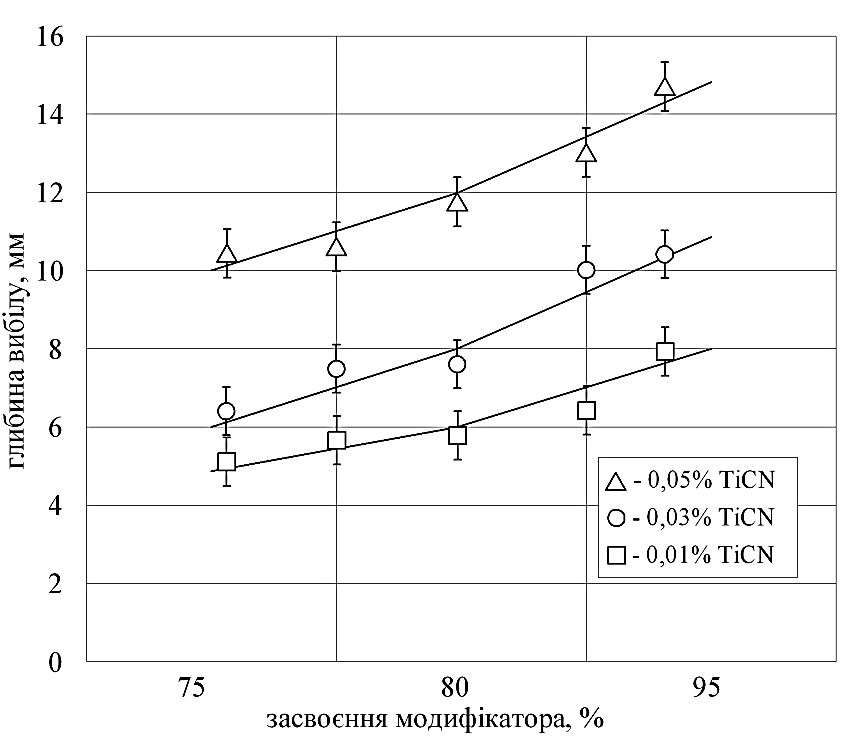 16
14
12
10
8
6
4
2
0
глибина вибілу, мм
- 0,05% TiCN
- 0,03% TiCN
- 0,01% TiCN
75 80 95
засвоєння модифікатора, %